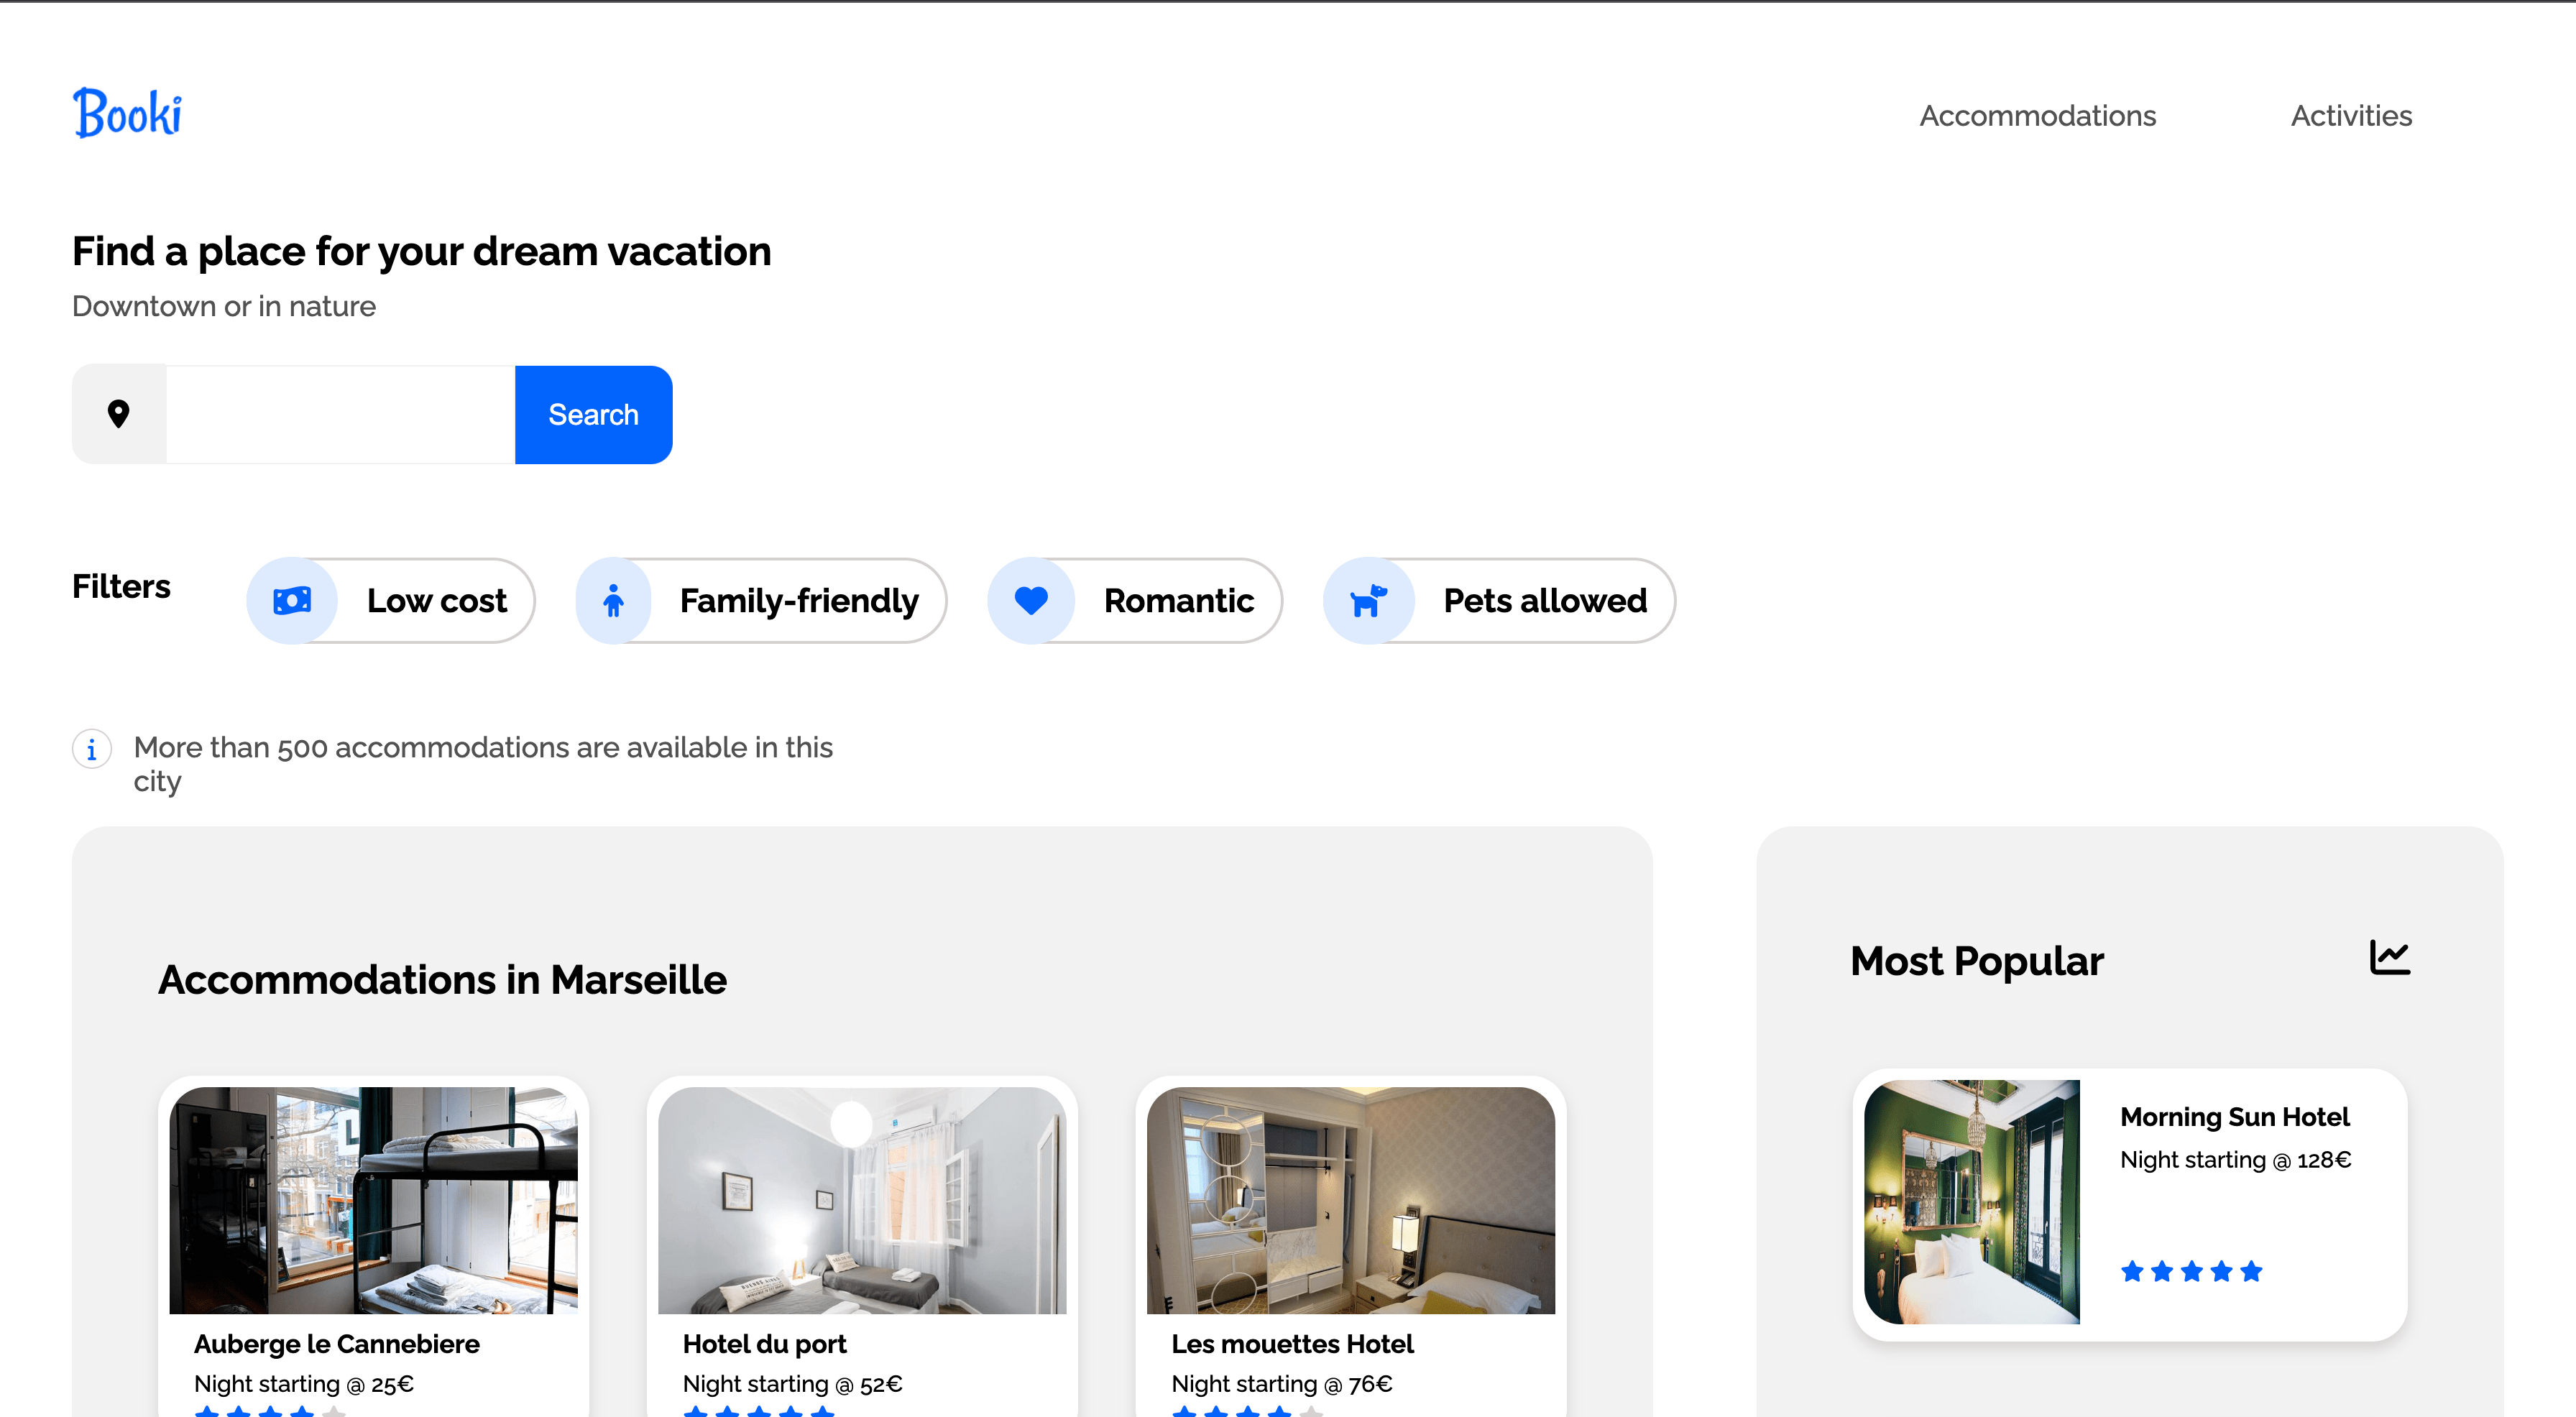 Booki
Accommodations
Activities
Find a place for your dream vacation
Downtown or in nature
Search
Filters
Low cost
Family-friendly
Romantic
Pets allowed
More than 500 accommodations are available in this
city
Accommodations in Marseille
Most Popular
Morning Sun Hotel
Night starting @ 128€
Auberge le Cannebiere
Night starting @ 25€
Hotel du port
Night starting @ 52€
Les mouettes Hotel
Night starting @ 76€